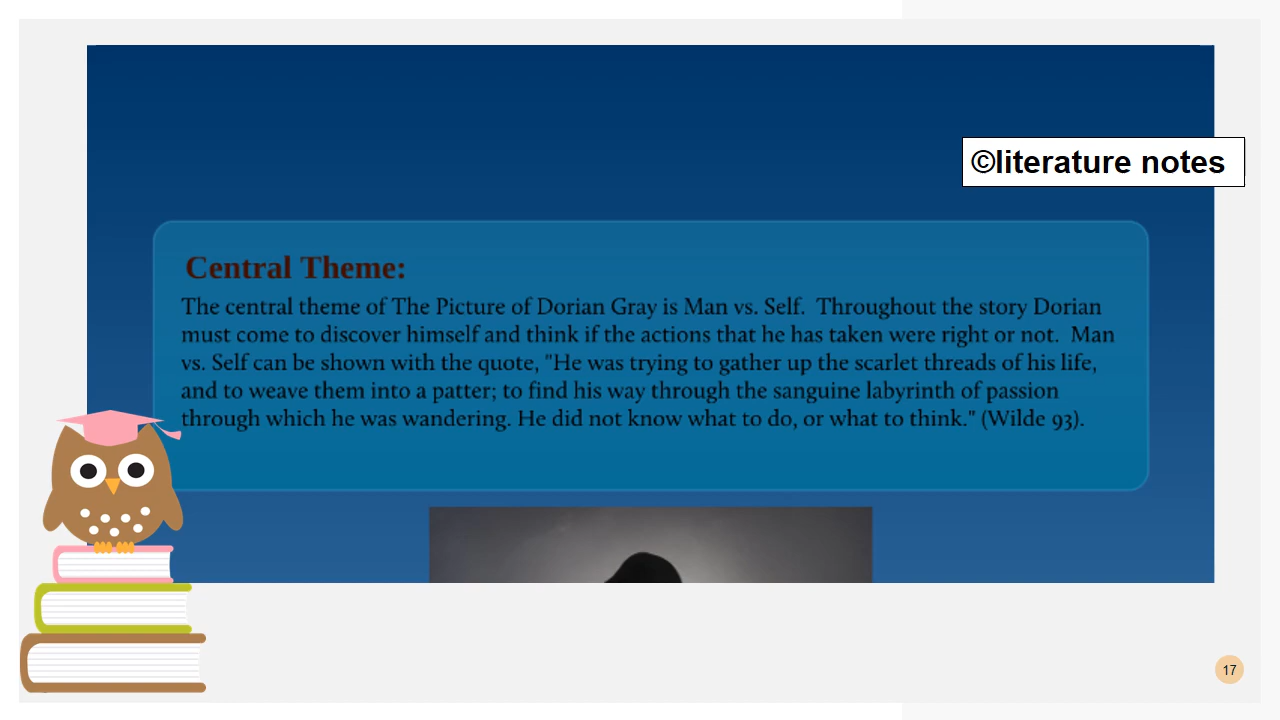 ©literature notes
Central Theme:
The central theme of The Picture of Dorian Gray is Man vs. Self.  Throughout the story Dorian
must come to discover himself and think if the actions that he has taken were right or not.  Man
vs. Self can be shown with the quote, "He was trying to gather up the scarlet threads of his life,
and to weave them into a patter; to find his way through the sanguine labyrinth of passion
through which he was wandering. He did not know what to do, or what to think." (Wilde 93).
17